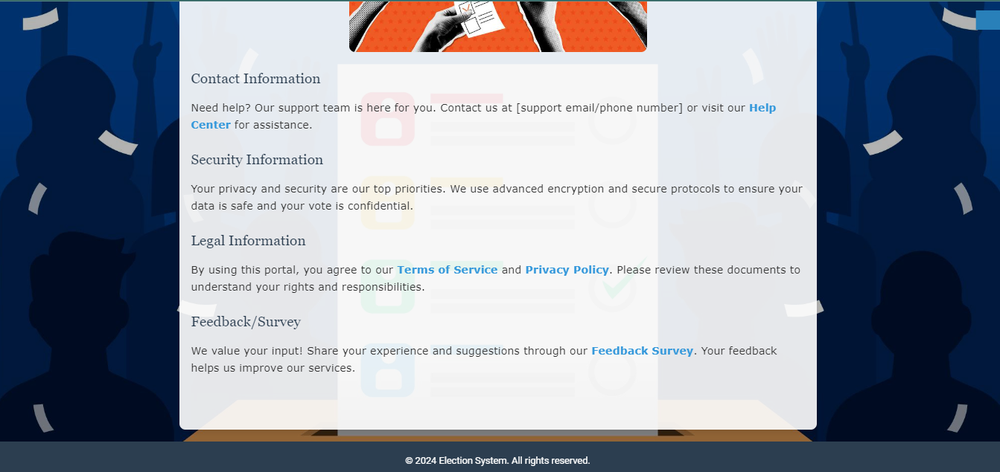 Contact Information
Need help? Our support team is here for you. Contact us at [support email/phone number] or visit our Help
Center for assistance.
Security Information
Your privacy and security are our top priorities. We use advanced encryption and secure protocols to ensure your
data is safe and your vote is confidential.
Legal Information
By using this portal, you agree to our Terms of Service and Privacy Policy. Please review these documents to
understand your rights and responsibilities.
Feedback/Survey
We value your input! Share your experience and suggestions through our Feedback Survey. Your feedback
helps us improve our services.
© 2024 Election System. All rights reserved.